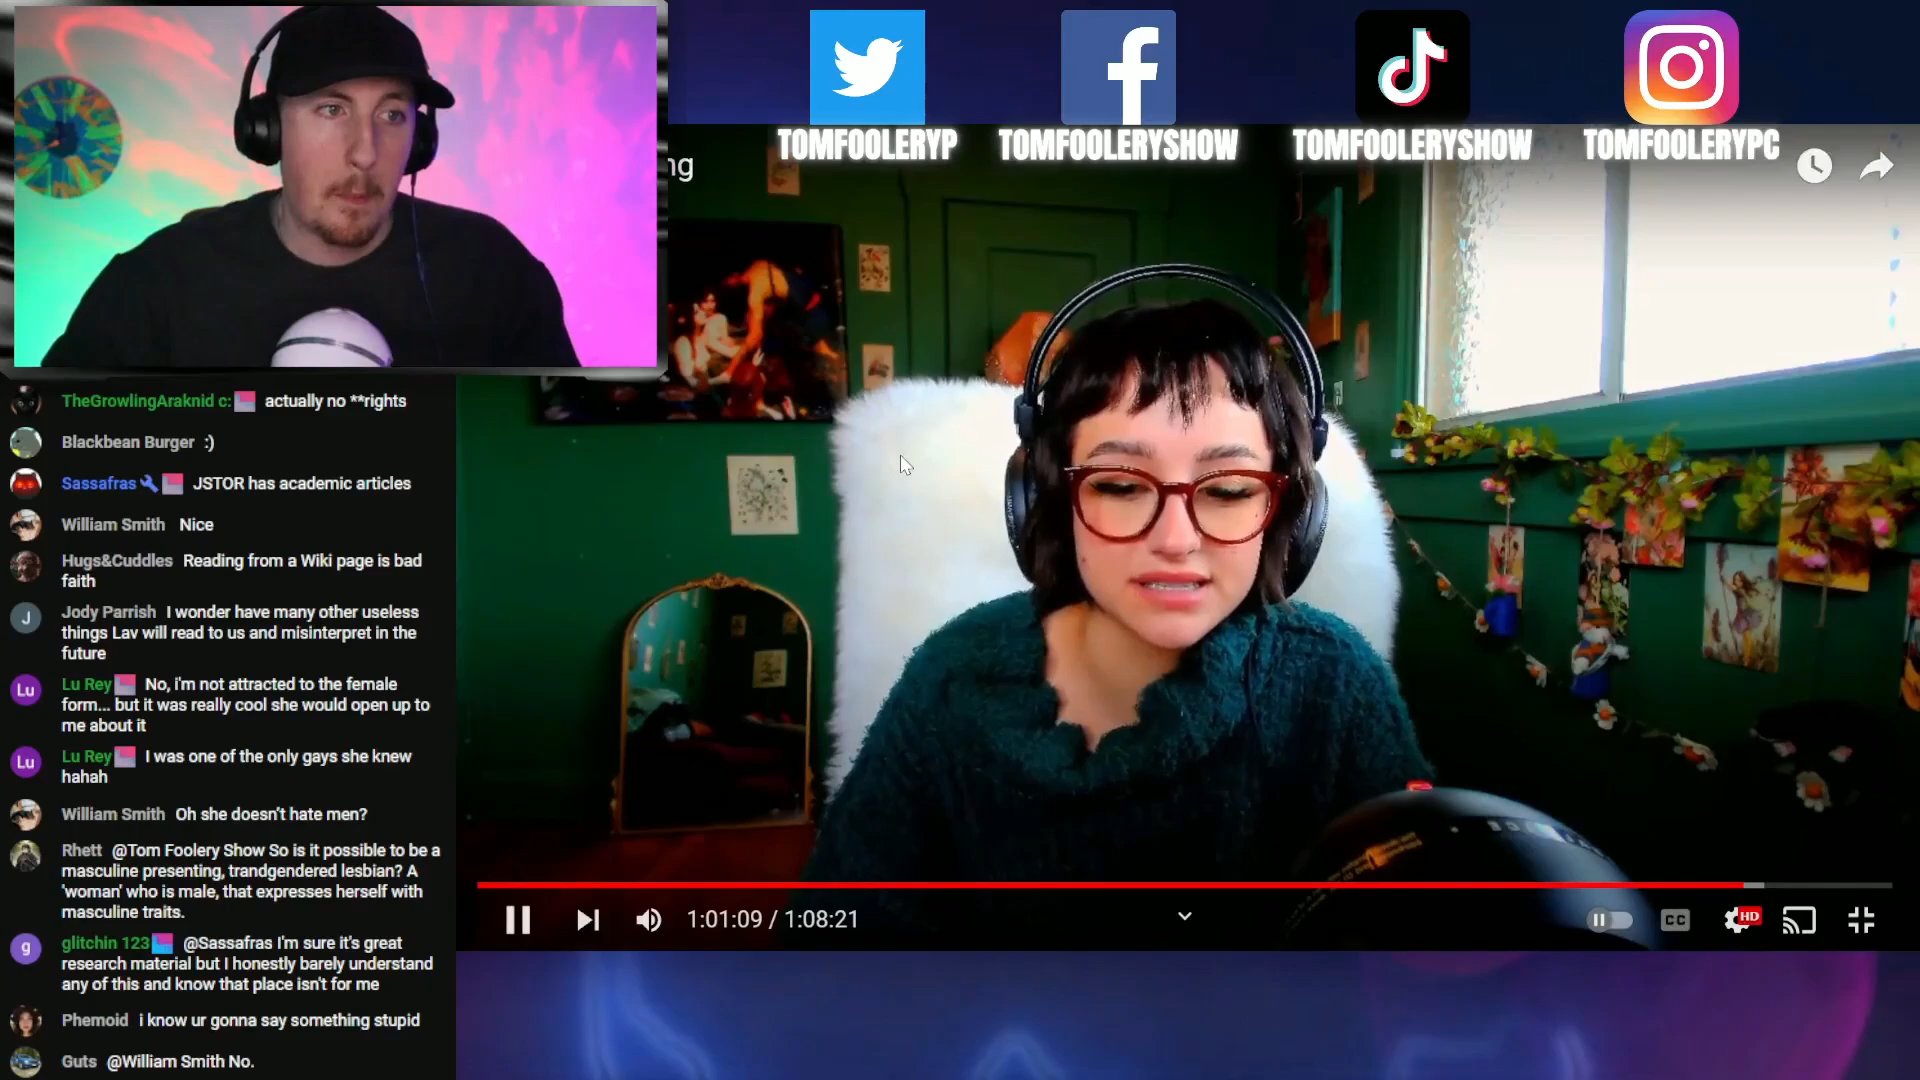 TOMFOOLERYP
TOMFOOLERYSHOW
TOMFOOLERYSHOW
TOMFOOLERYPC
ng
TheGrowlingAraknid c: actually no **rights
Blackbean Burger :)
Sassafras JSTOR has academic articles
William Smith Nice
Hugs&Cuddles Reading from a Wiki page is bad
faith
J
Jody Parrish I wonder have many other useless
things Lav will read to us and misinterpret in the
future
Lu
Lu Rey No, i'm not attracted to the female
form... but it was really cool she would open up to
me about it
Lu
Lu Rey I was one of the only gays she knew
hahah
William Smith Oh she doesn't hate men?
Rhett @Tom Foolery Show So is it possible to be a
masculine presenting, trandgendered lesbian? A
'woman' who is male, that expresses herself with
masculine traits.
g
glitchin 123 @Sassafras I'm sure it's great
research material but I honestly barely understand
any of this and know that place isn't for me
Phemoid i know ur gonna say something stupid
Guts @William Smith No.
1:01:09 / 1:08:21
CC
HD